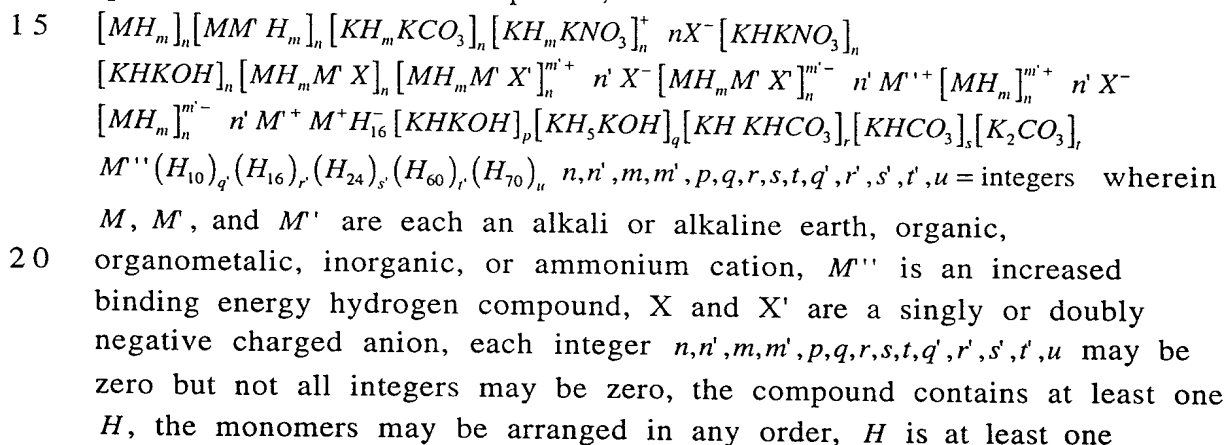 15 [MH_m]_n[MM' H_m]_n[KH_mKCO_3]_n[KH_mKNO_3]_n^+ nX^-[KHKNO_3]_n
[KHKOH]_n[MH_mM' X]_n[MH_mM' X']_n^{m'+} n' X^-[MH_mM' X']_n^{m'-} n' M''^+[MH_m]_n^{m'+} n' X^-
[MH_m]_n^{m'-} n' M'^+ M^+H_{16}^-[KHKOH]_p[KH_5KOH]_q[KH KHCO_3]_r[KHCO_3]_s[K_2CO_3]_t
M'''(H_{10})_{q'}(H_{16})_{r'}(H_{24})_{s'}(H_{60})_{t'}(H_{70})_u n,n',m,m',p,q,r,s,t,q',r',s',t',u = integers wherein
M, M', and M'' are each an alkali or alkaline earth, organic,
20 organometalic, inorganic, or ammonium cation, M''' is an increased
binding energy hydrogen compound, X and X' are a singly or doubly
negative charged anion, each integer n,n',m,m',p,q,r,s,t,q',r',s',t',u may be
zero but not all integers may be zero, the compound contains at least one
H, the monomers may be arranged in any order, H is at least one